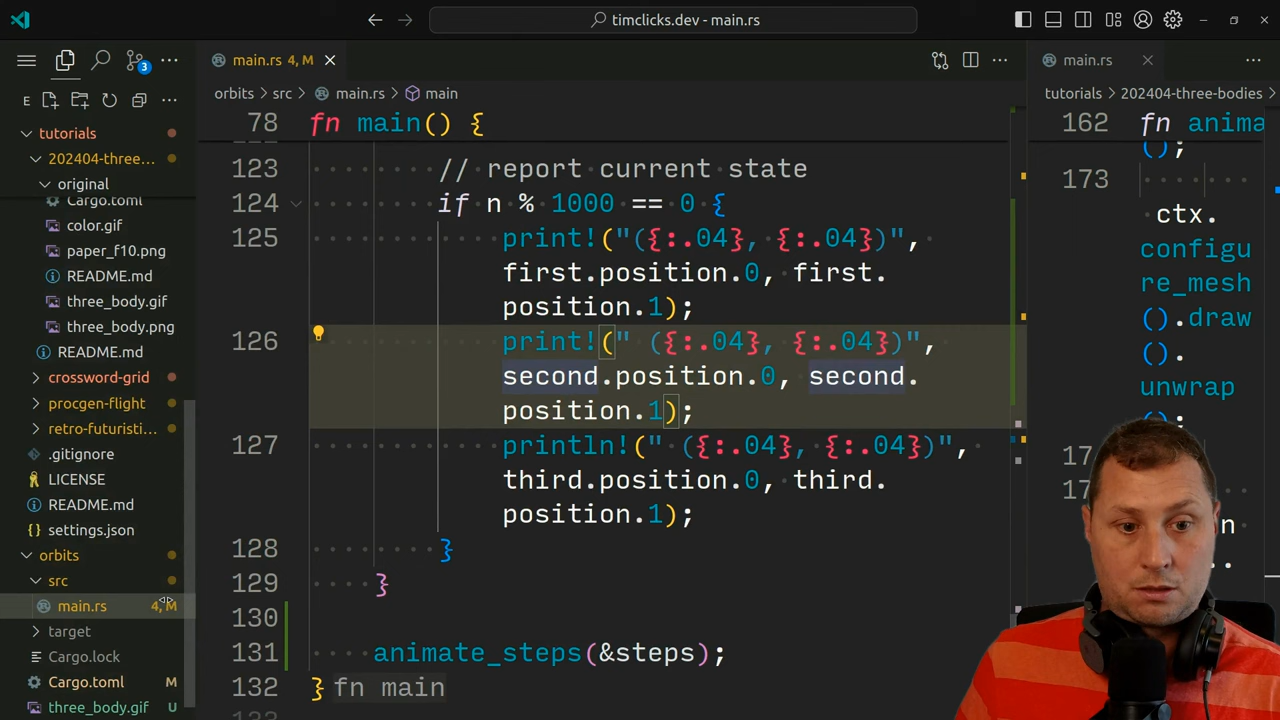 timclicks.dev - main.rs
3
E
tutorials
202404-three...
original
Cargo.toml
color.gif
paper_f10.png
README.md
three_body.gif
three_body.png
README.md
crossword-grid
procgen-flight
retro-futuristi...
.gitignore
LICENSE
README.md
settings.json
orbits
src
main.rs 4, M
target
Cargo.lock
Cargo.toml M
three_body.gif U
main.rs 4, M
orbits > src > main.rs > main
78 fn main() {
123 // report current state
124 if n % 1000 == 0 {
125 print!("({:.04}, {:.04})",
first.position.0, first.
position.1);
126 print!(" ({:.04}, {:.04})",
second.position.0, second.
position.1);
127 println!(" ({:.04}, {:.04})",
third.position.0, third.
position.1);
128 }
129 }
130
131 animate_steps(&steps);
132 } fn main
main.rs
tutorials > 202404-three-bodies >
162 fn anima
();
173
ctx.
configu
re_mesh
().draw
().
unwrap
();